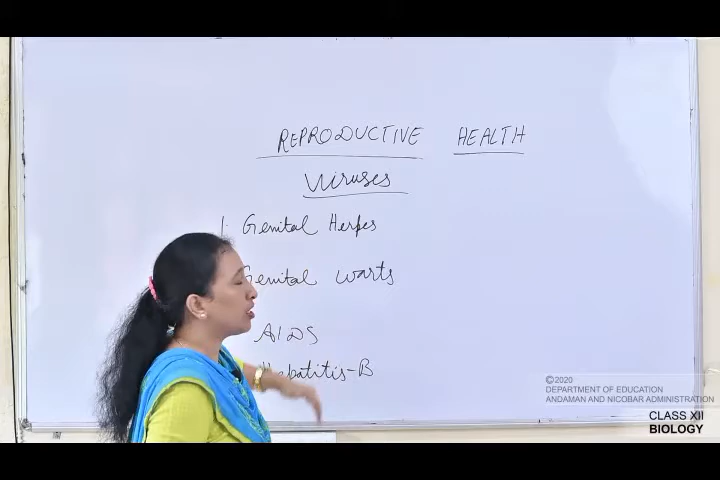 REPRODUCTIVE HEALTH
Viruses
1. Genital Herpes
Genital warts
AIDS
Hepatitis-B
©2020
DEPARTMENT OF EDUCATION
ANDAMAN AND NICOBAR ADMINISTRATION
CLASS XII
BIOLOGY